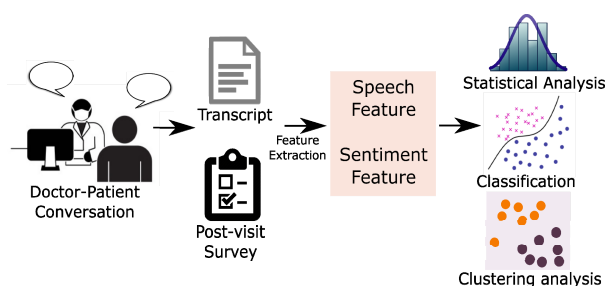 Doctor-Patient
Conversation
Transcript
Post-visit
Survey
Feature
Extraction
Speech
Feature
Sentiment
Feature
Statistical Analysis
Classification
Clustering analysis